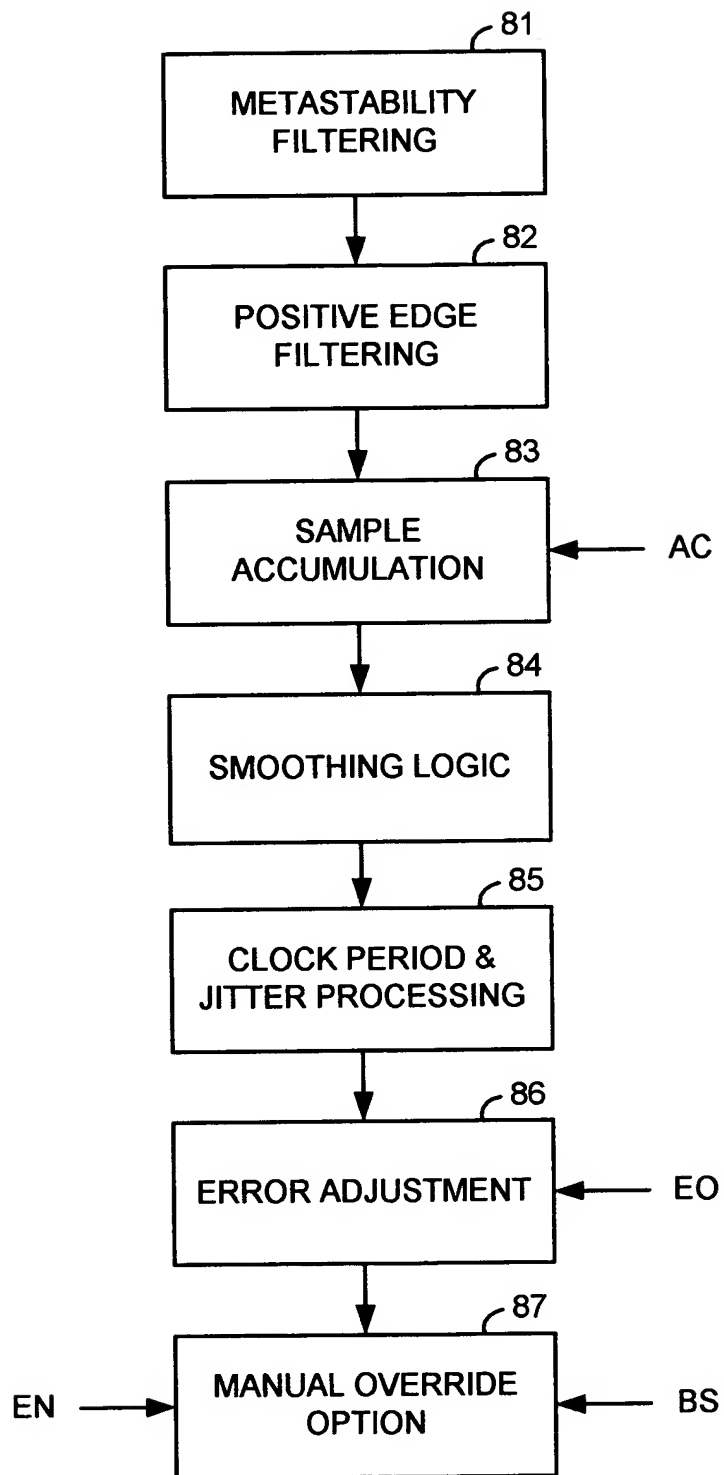 81
METASTABILITY
FILTERING
82
POSITIVE EDGE
FILTERING
83
SAMPLE
ACCUMULATION
AC
84
SMOOTHING LOGIC
85
CLOCK PERIOD &
JITTER PROCESSING
86
ERROR ADJUSTMENT
EO
87
EN
MANUAL OVERRIDE
OPTION
BS